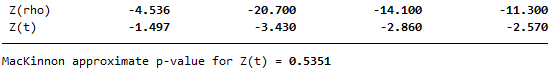 Z(rho) -4.536 -20.700 -14.100 -11.300
Z(t) -1.497 -3.430 -2.860 -2.570
MacKinnon approximate p-value for Z(t) = 0.5351